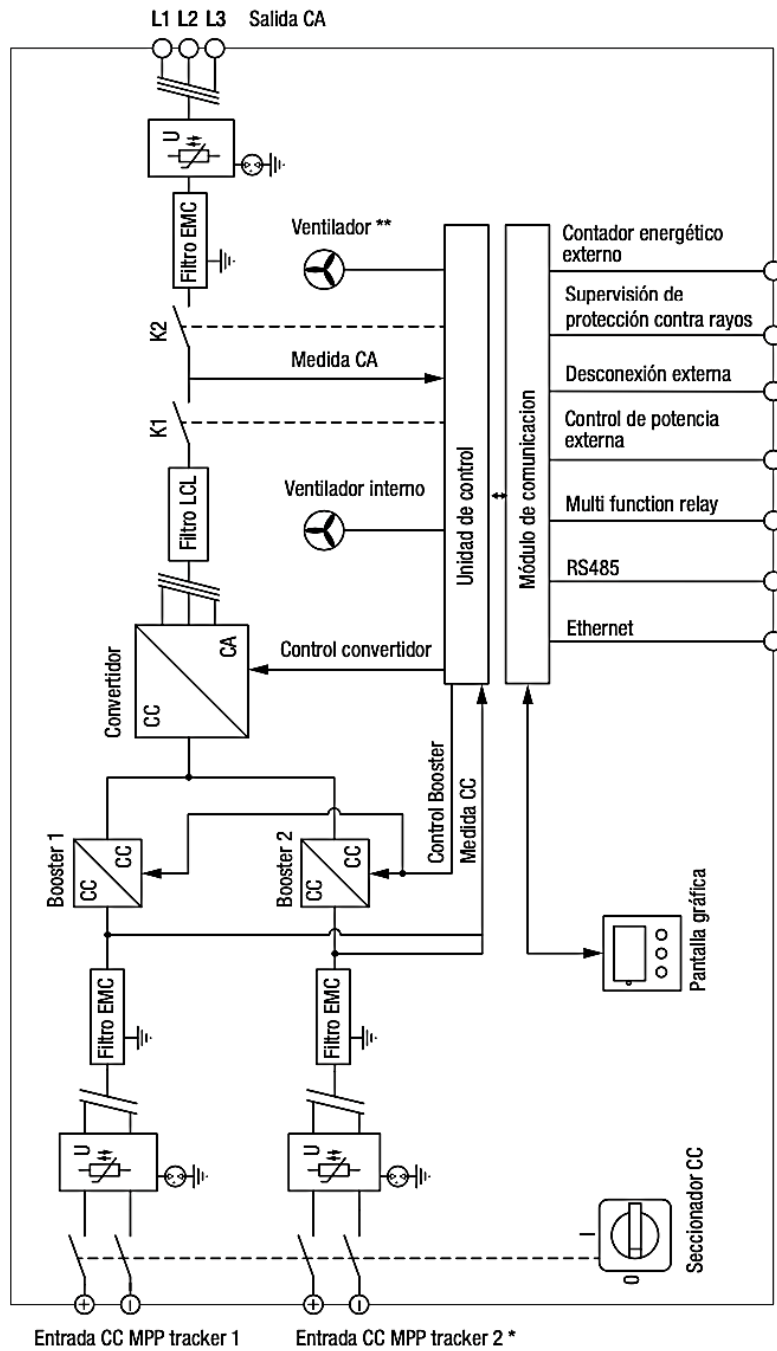 L1 L2 L3 Salida CA
U
Filtro EMC
Ventilador **
Contador energético
externo
Supervisión de
protección contra rayos
K2
Medida CA
Desconexión externa
Control de potencia
externa
K1
Filtro LCL
Ventilador interno
Unidad de control
Módulo de comunicacion
Multi function relay
RS485
Ethernet
Convertidor
CC
CA
Control convertidor
Control Booster
Medida CC
Booster 1
CC
CC
Booster 2
CC
CC
Pantalla gráfica
Filtro EMC
Filtro EMC
U
U
Seccionador CC
I
0
+
-
+
-
Entrada CC MPP tracker 1
Entrada CC MPP tracker 2 *